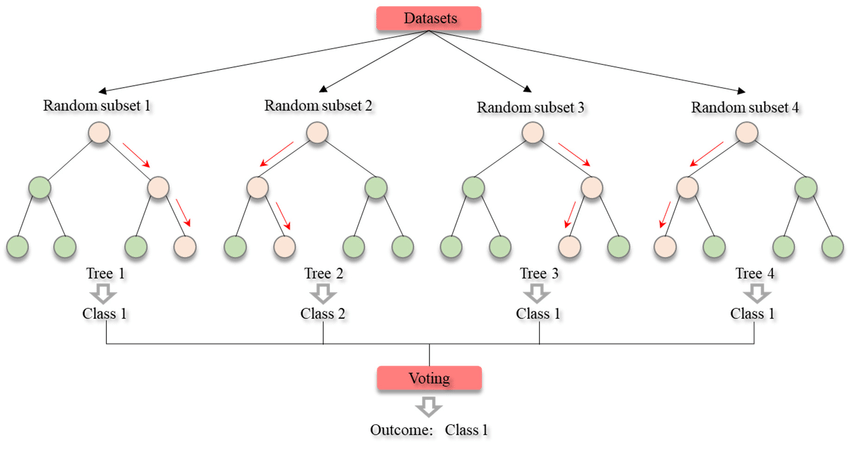 Datasets
Random subset 1
Random subset 2
Random subset 3
Random subset 4
Tree 1
Tree 2
Tree 3
Tree 4
Class 1
Class 2
Class 1
Class 1
Voting
Outcome: Class 1